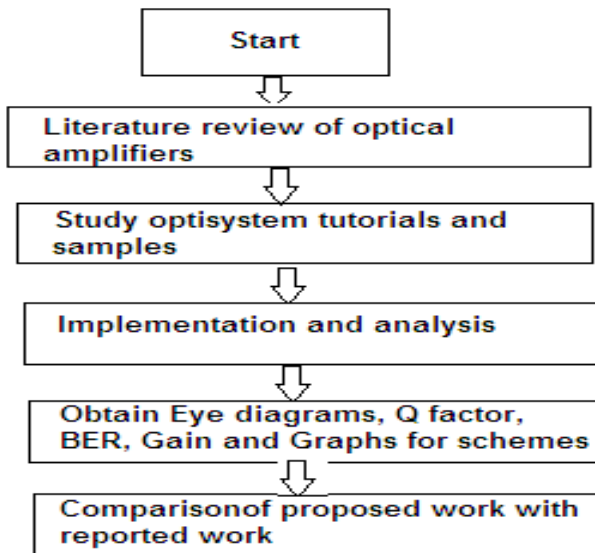 Start
Literature review of optical
amplifiers
Study optisystem tutorials and
samples
Implementation and analysis
Obtain Eye diagrams, Q factor,
BER, Gain and Graphs for schemes
Comparisonof proposed work with
reported work